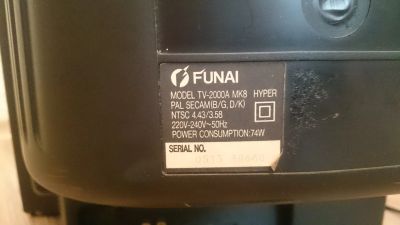 FUNAI
MODEL TV-2000A MK8 HYPER
PAL SECAM(B/G, D/K)
NTSC 4.43/3.58
220V-240V~50Hz
POWER CONSUMPTION:74W
SERIAL NO.